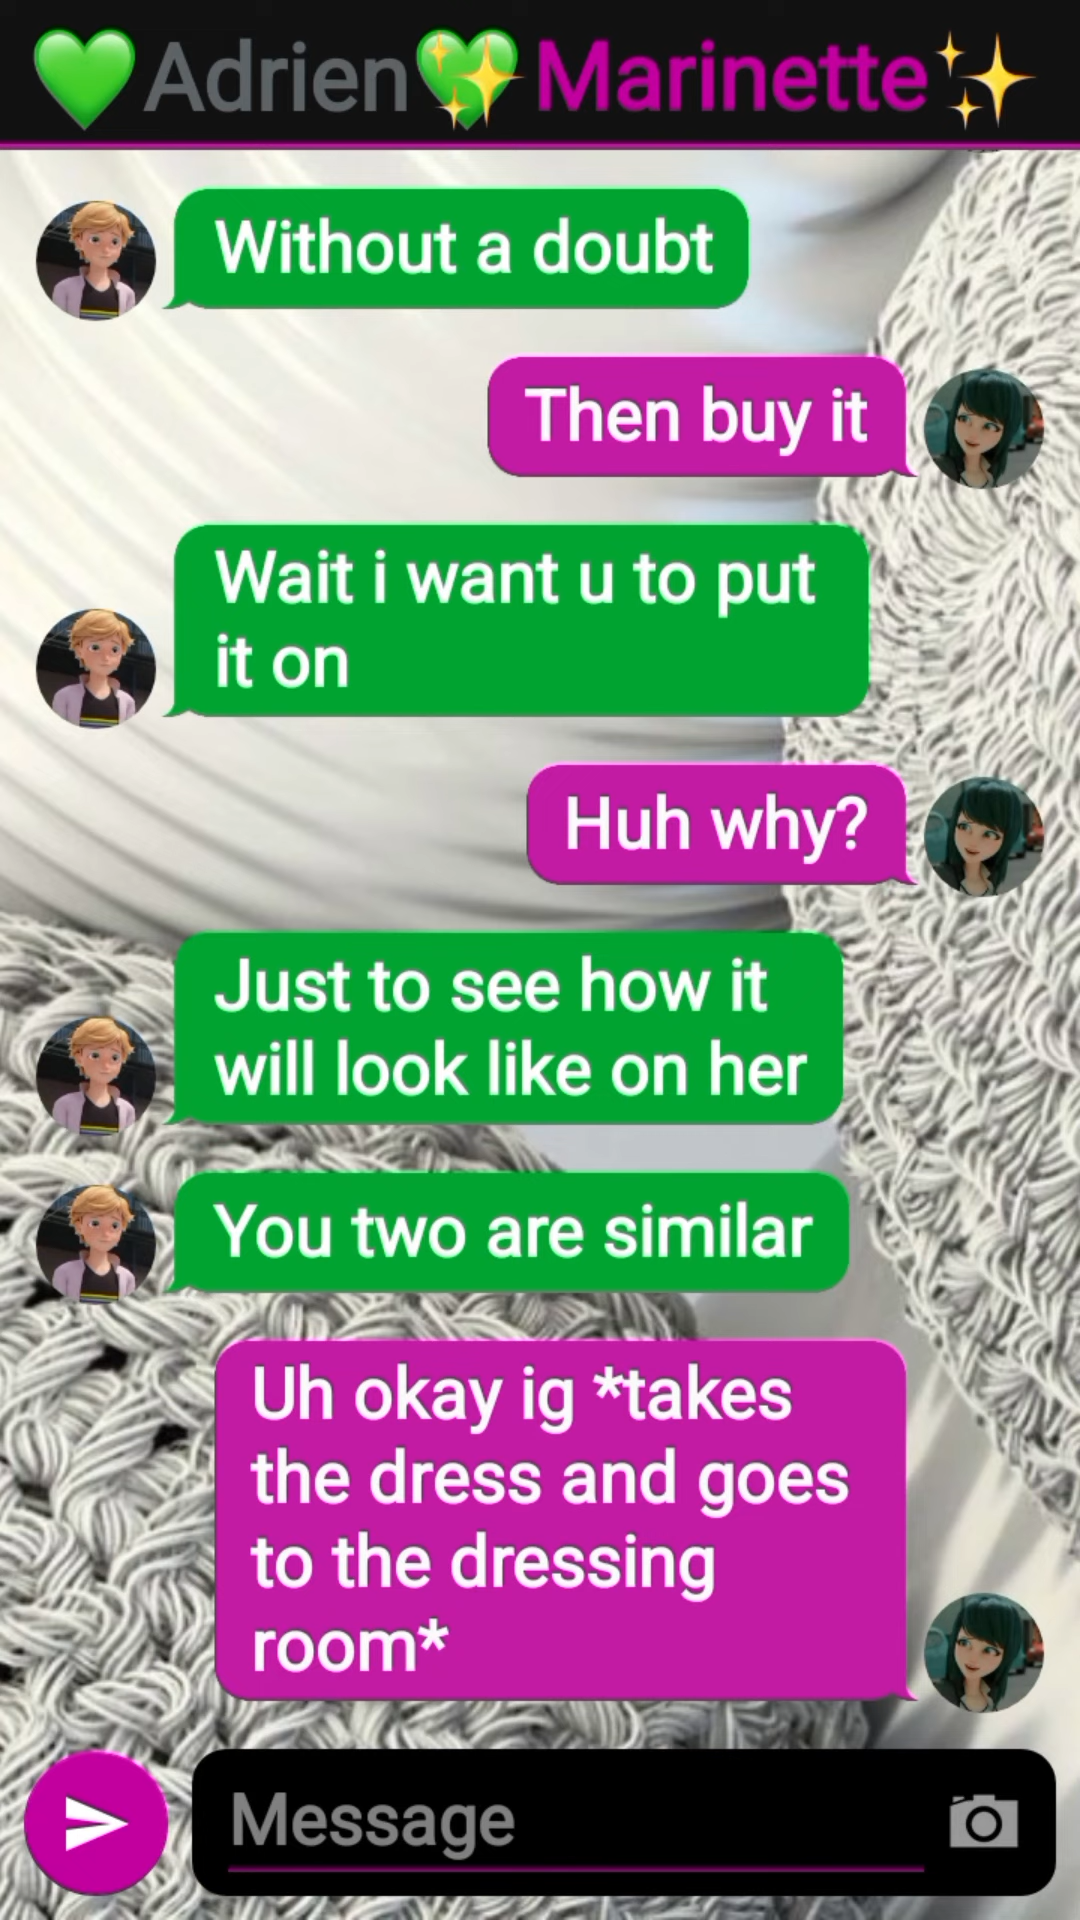 💚Adrien💚✨Marinette✨
Without a doubt
Then buy it
Wait i want u to put
it on
Huh why?
Just to see how it
will look like on her
You two are similar
Uh okay ig *takes
the dress and goes
to the dressing
room*
Message